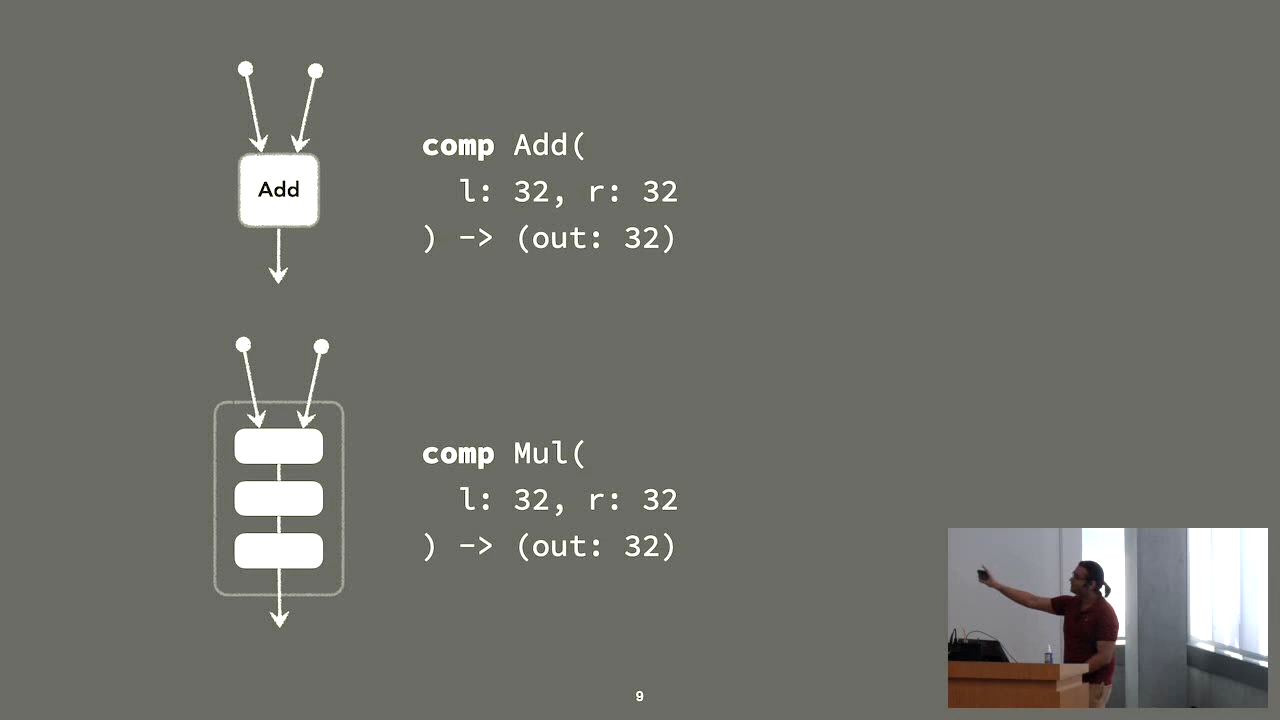 Add
comp Add(
l: 32, r: 32
) -> (out: 32)
comp Mul(
l: 32, r: 32
) -> (out: 32)
9